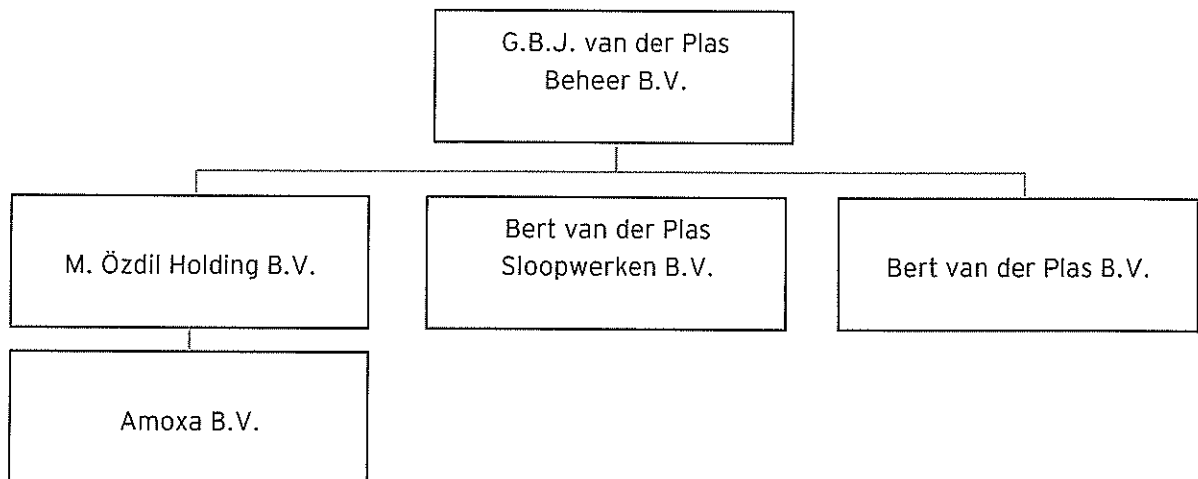 G.B.J. van der Plas
Beheer B.V.
M. Özdil Holding B.V.
Bert van der Plas
Sloopwerken B.V.
Bert van der Plas B.V.
Amoxa B.V.